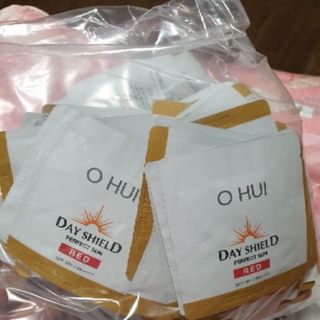 O HUI
DAY SHIELD
PERFECT SUN
RED
O HUI
DAY SHIELD
PERFECT SUN
RED